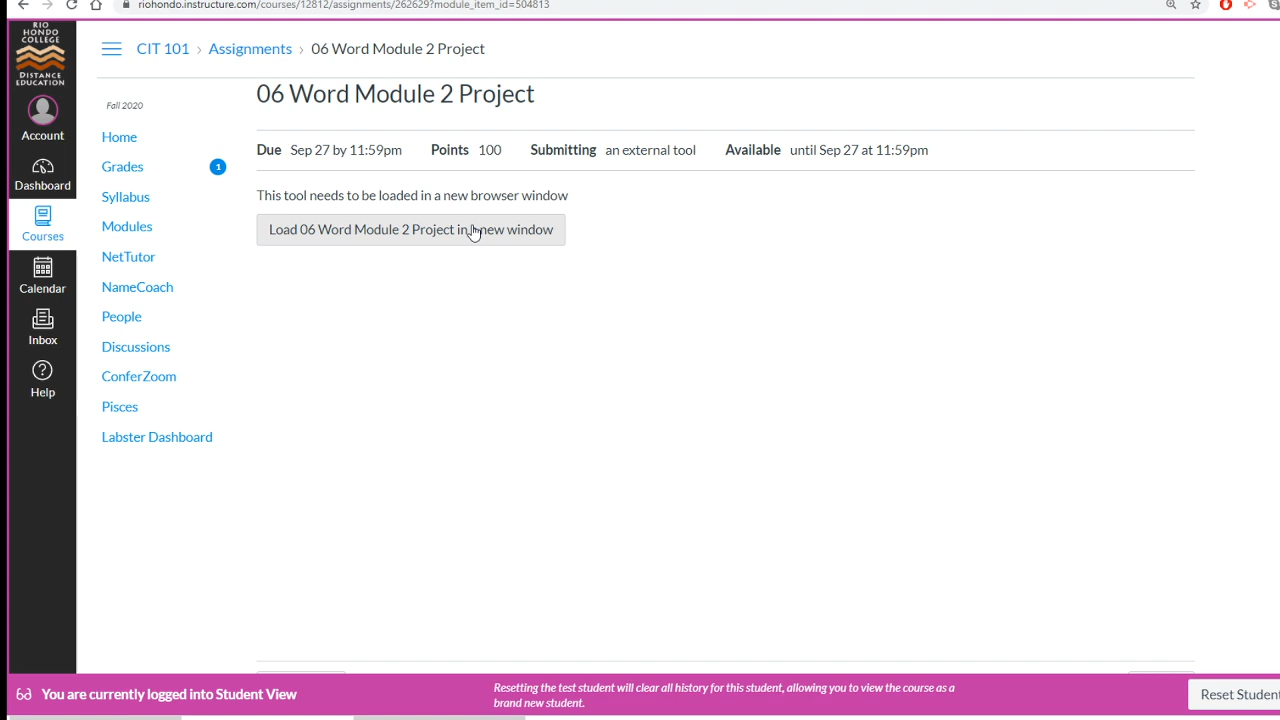 riohondo.instructure.com/courses/12812/assignments/262629?module_item_id=504813
RIO
HONDO
COLLEGE
DISTANCE
EDUCATION
CIT 101 › Assignments › 06 Word Module 2 Project
06 Word Module 2 Project
Fall 2020
Account
Home
Due Sep 27 by 11:59pm Points 100 Submitting an external tool Available until Sep 27 at 11:59pm
Grades 1
Dashboard
Syllabus
This tool needs to be loaded in a new browser window
Modules
Load 06 Word Module 2 Project in new window
Courses
NetTutor
NameCoach
Calendar
People
Inbox
Discussions
ConferZoom
Help
Pisces
Labster Dashboard
You are currently logged into Student View
Resetting the test student will clear all history for this student, allowing you to view the course as a
brand new student.
Reset Student